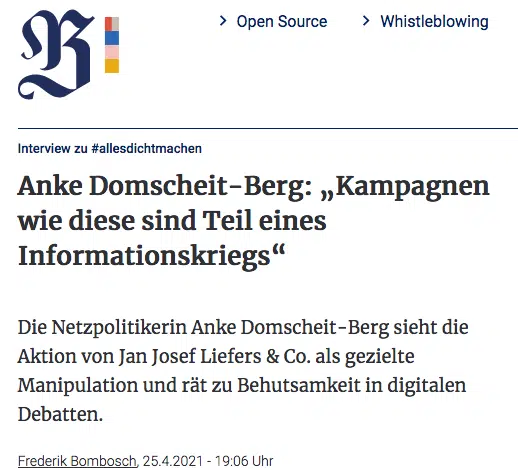 B
> Open Source > Whistleblowing
Interview zu #allesdichtmachen
Anke Domscheit-Berg: „Kampagnen
wie diese sind Teil eines
Informationskriegs“
Die Netzpolitikerin Anke Domscheit-Berg sieht die
Aktion von Jan Josef Liefers & Co. als gezielte
Manipulation und rät zu Behutsamkeit in digitalen
Debatten.
Frederik Bombosch, 25.4.2021 - 19:06 Uhr